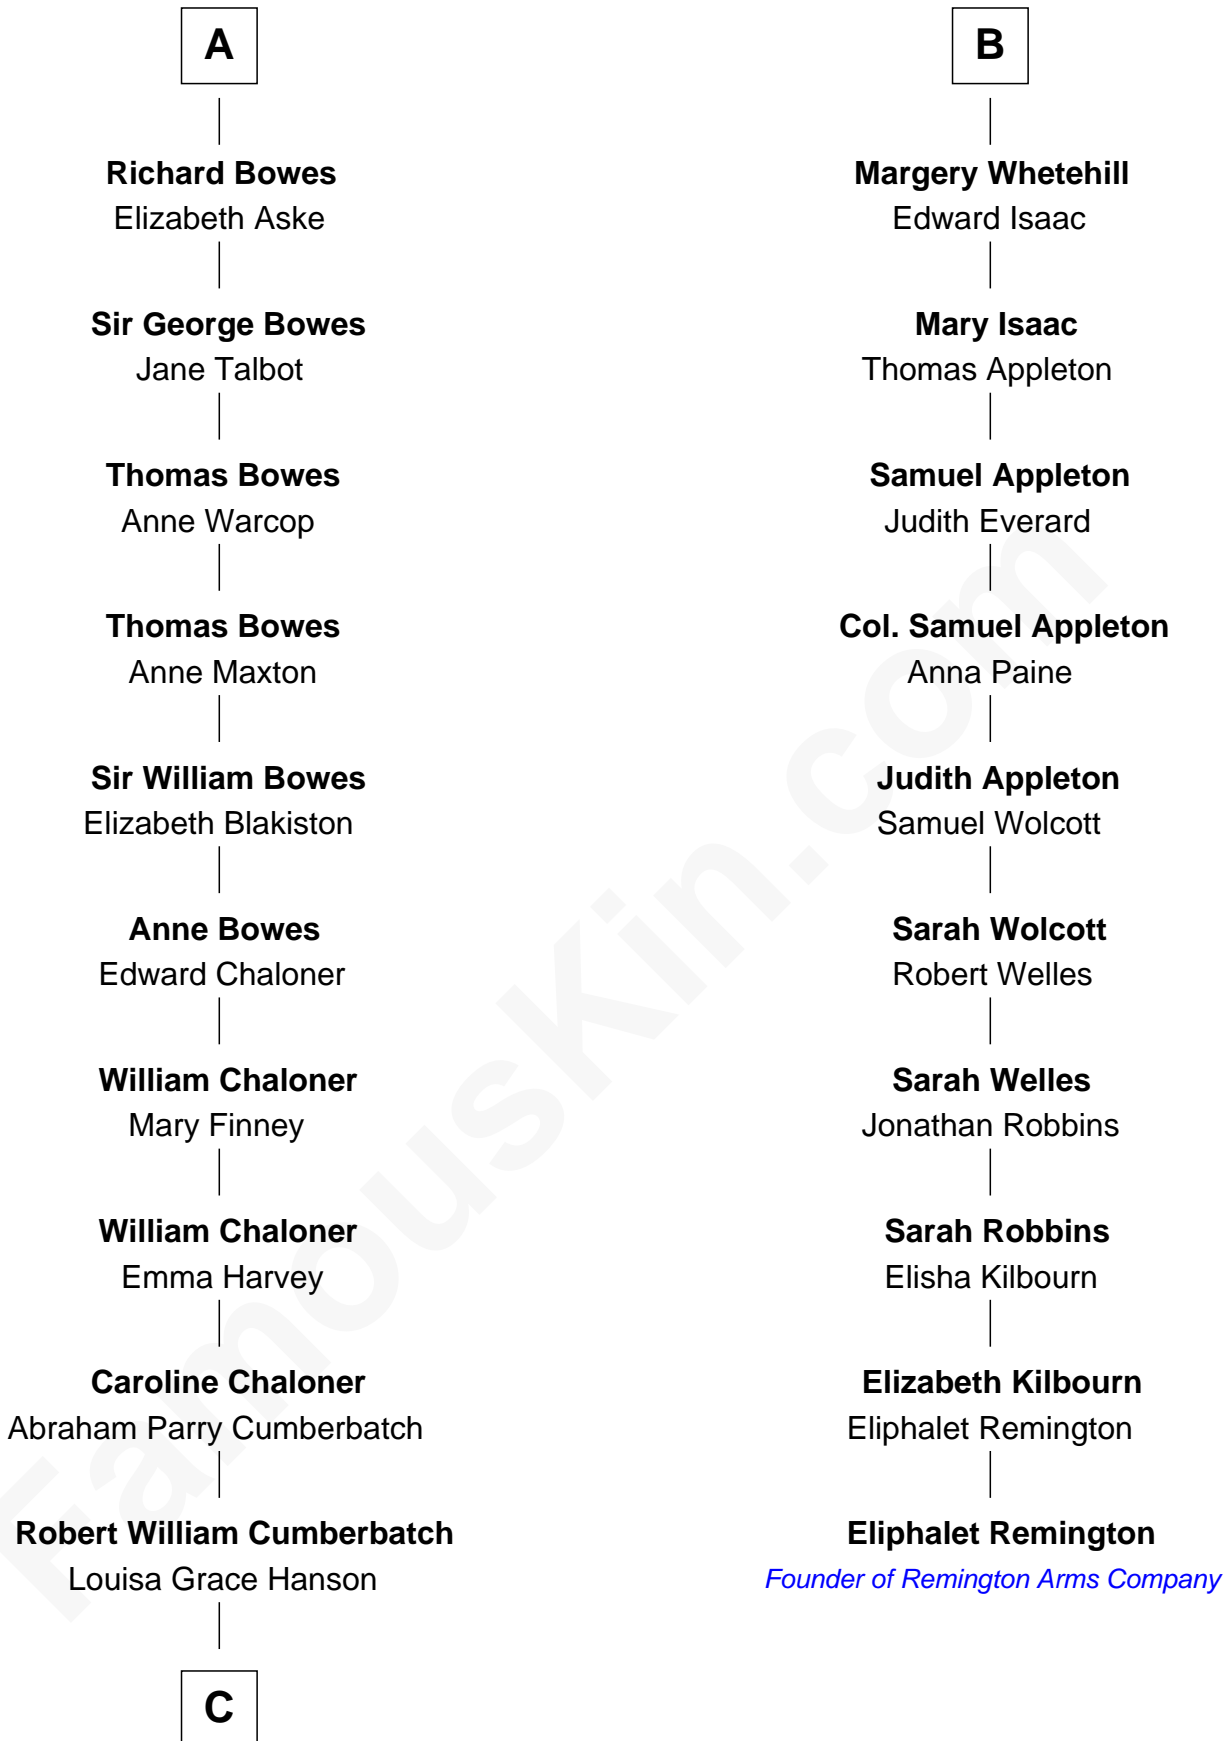 A
Richard Bowes
Elizabeth Aske
Sir George Bowes
Jane Talbot
Thomas Bowes
Anne Warcop
Thomas Bowes
Anne Maxton
Sir William Bowes
Elizabeth Blakiston
Anne Bowes
Edward Chaloner
William Chaloner
Mary Finney
William Chaloner
Emma Harvey
Caroline Chaloner
Abraham Parry Cumberbatch
Robert William Cumberbatch
Louisa Grace Hanson
C
B
Margery Whetehill
Edward Isaac
Mary Isaac
Thomas Appleton
Samuel Appleton
Judith Everard
Col. Samuel Appleton
Anna Paine
Judith Appleton
Samuel Wolcott
Sarah Wolcott
Robert Welles
Sarah Welles
Jonathan Robbins
Sarah Robbins
Elisha Kilbourn
Elizabeth Kilbourn
Eliphalet Remington
Eliphalet Remington
Founder of Remington Arms Company
FamousKin.com